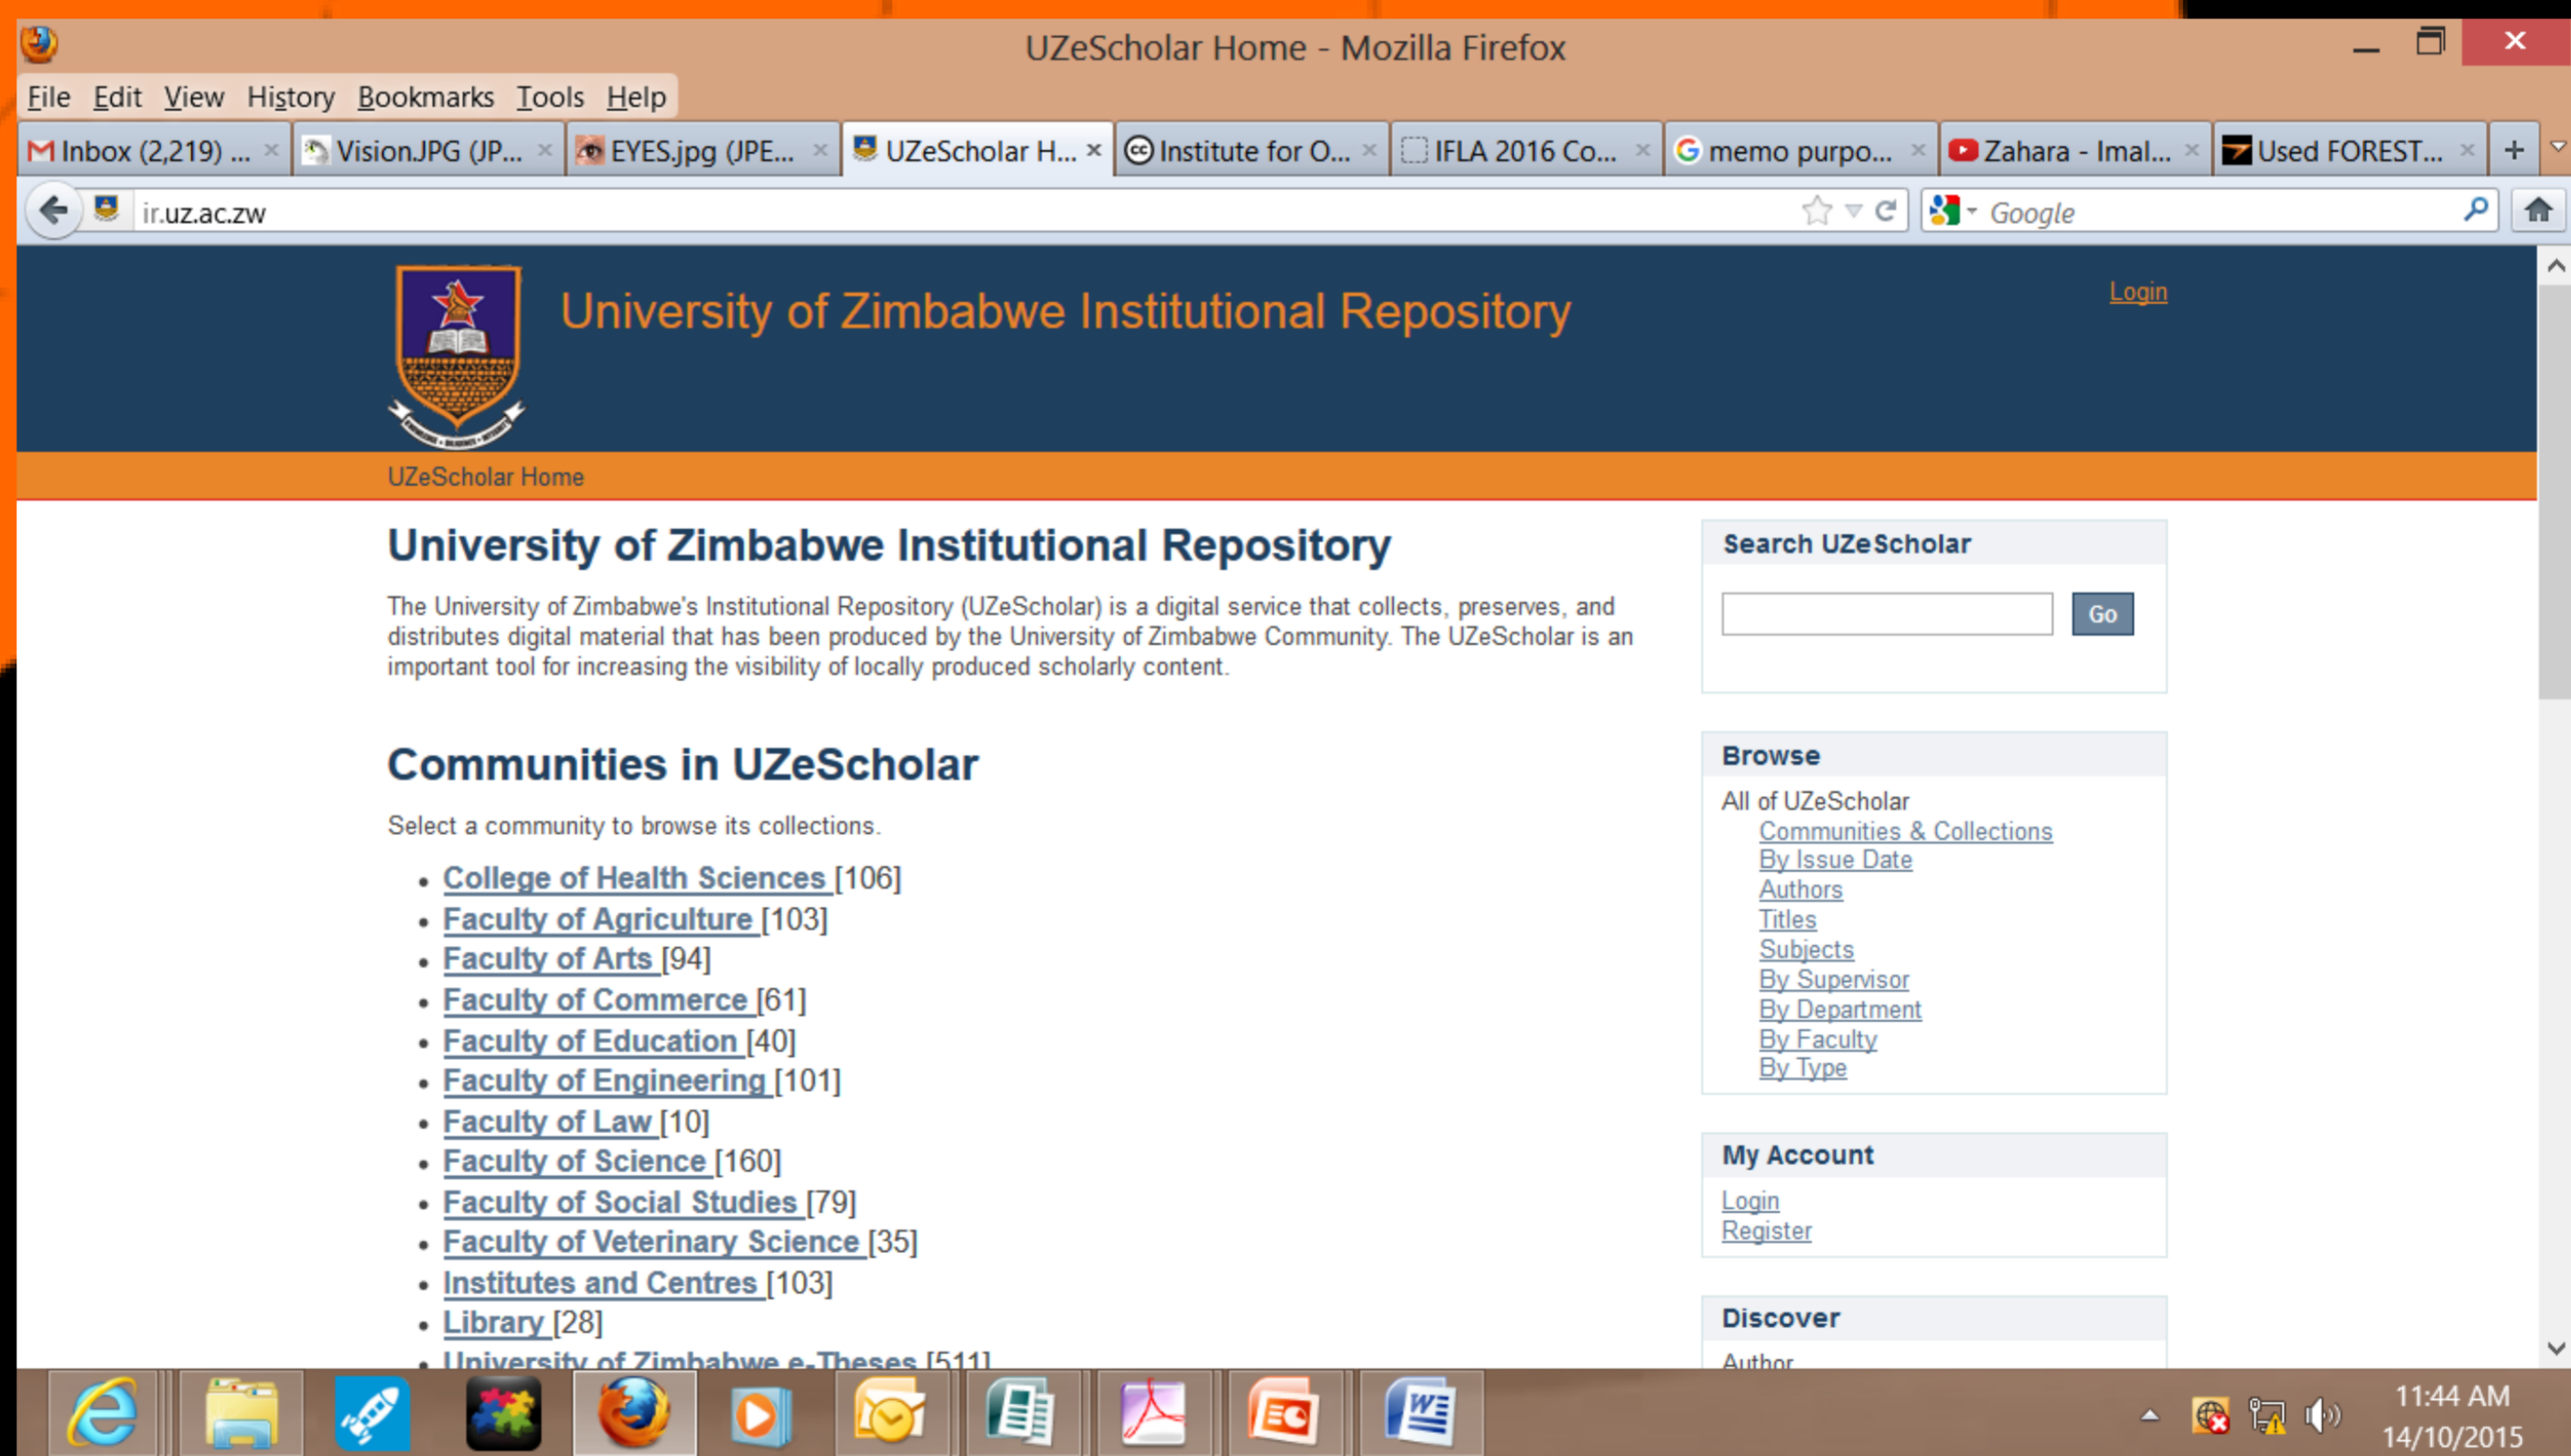 UZeScholar Home - Mozilla Firefox
File Edit View History Bookmarks Tools Help
Inbox (2,219) ... Vision.JPG (JP... EYES.jpg (JPE... UZeScholar H... Institute for O... IFLA 2016 Co... memo purpo... Zahara - Imal... Used FOREST...
ir.uz.ac.zw Google
University of Zimbabwe Institutional Repository
Login
UZeScholar Home
University of Zimbabwe Institutional Repository
The University of Zimbabwe's Institutional Repository (UZeScholar) is a digital service that collects, preserves, and
distributes digital material that has been produced by the University of Zimbabwe Community. The UZeScholar is an
important tool for increasing the visibility of locally produced scholarly content.
Communities in UZeScholar
Select a community to browse its collections.
College of Health Sciences [106]
Faculty of Agriculture [103]
Faculty of Arts [94]
Faculty of Commerce [61]
Faculty of Education [40]
Faculty of Engineering [101]
Faculty of Law [10]
Faculty of Science [160]
Faculty of Social Studies [79]
Faculty of Veterinary Science [35]
Institutes and Centres [103]
Library [28]
University of Zimbabwe e-Theses [511]
Search UZeScholar
Go
Browse
All of UZeScholar
Communities & Collections
By Issue Date
Authors
Titles
Subjects
By Supervisor
By Department
By Faculty
By Type
My Account
Login
Register
Discover
Author
11:44 AM
14/10/2015